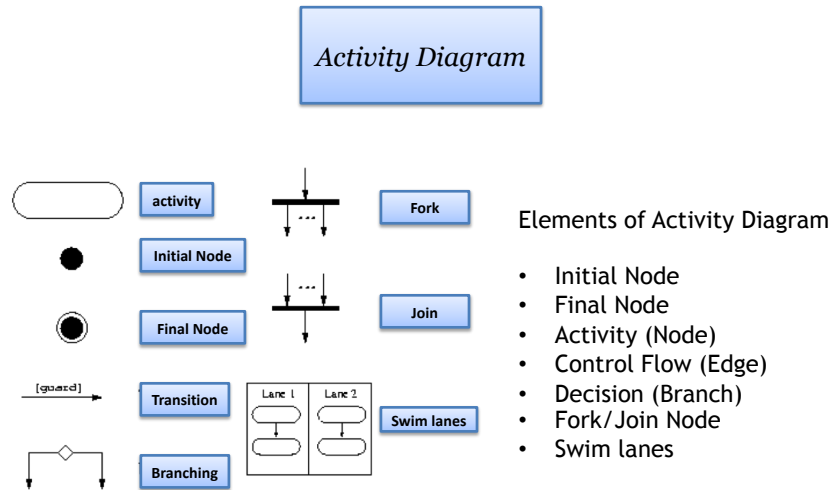 Activity Diagram
activity
Initial Node
Final Node
[guard]
Transition
Branching
...
Fork
...
Join
Lane 1 Lane 2
Swim lanes
Elements of Activity Diagram
• Initial Node
• Final Node
• Activity (Node)
• Control Flow (Edge)
• Decision (Branch)
• Fork/Join Node
• Swim lanes